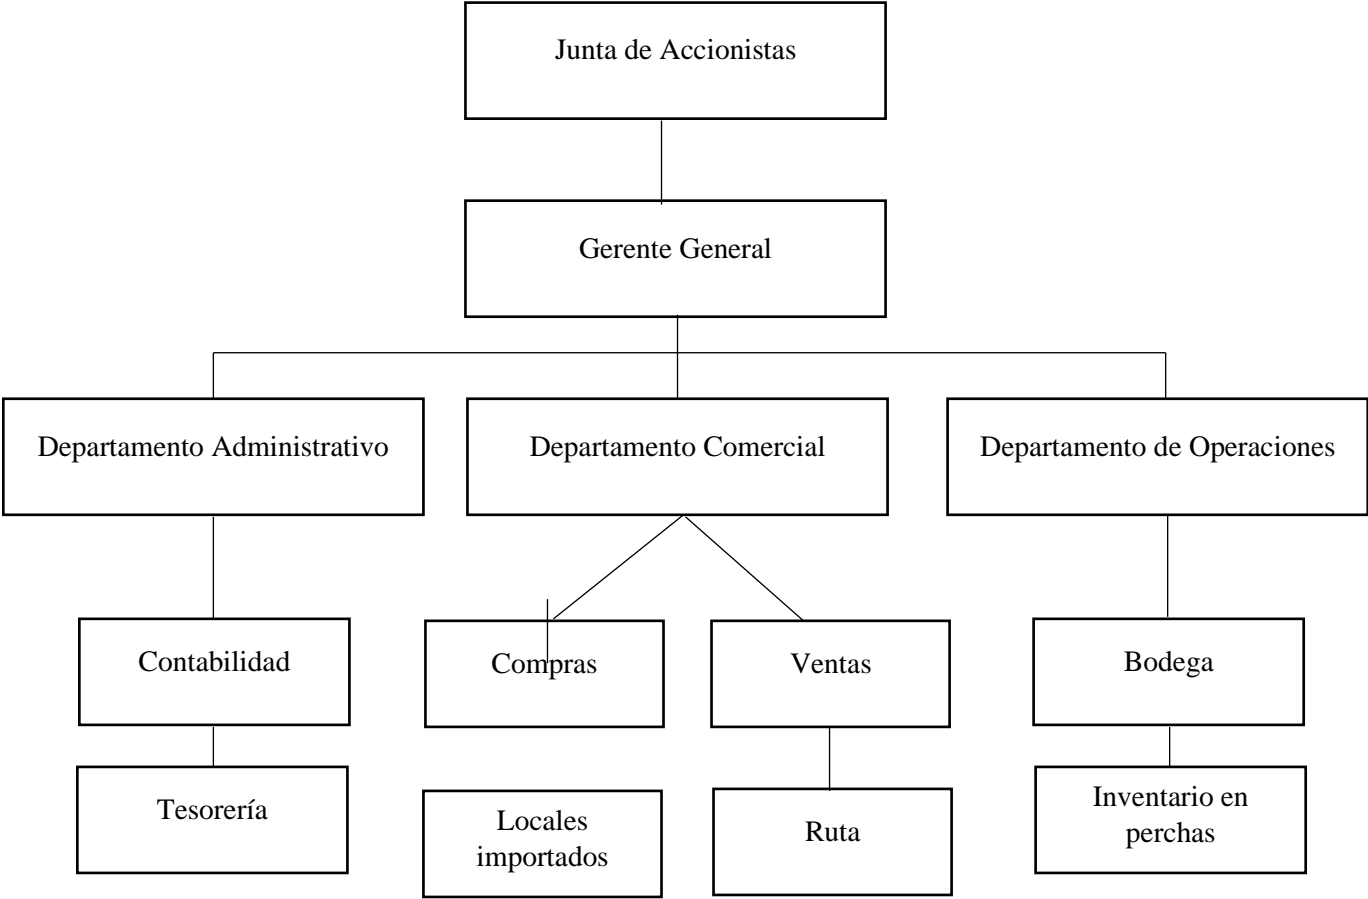 Junta de Accionistas
Gerente General
Departamento Administrativo
Departamento Comercial
Departamento de Operaciones
Contabilidad
Compras
Ventas
Bodega
Tesorería
Locales
importados
Ruta
Inventario en
perchas